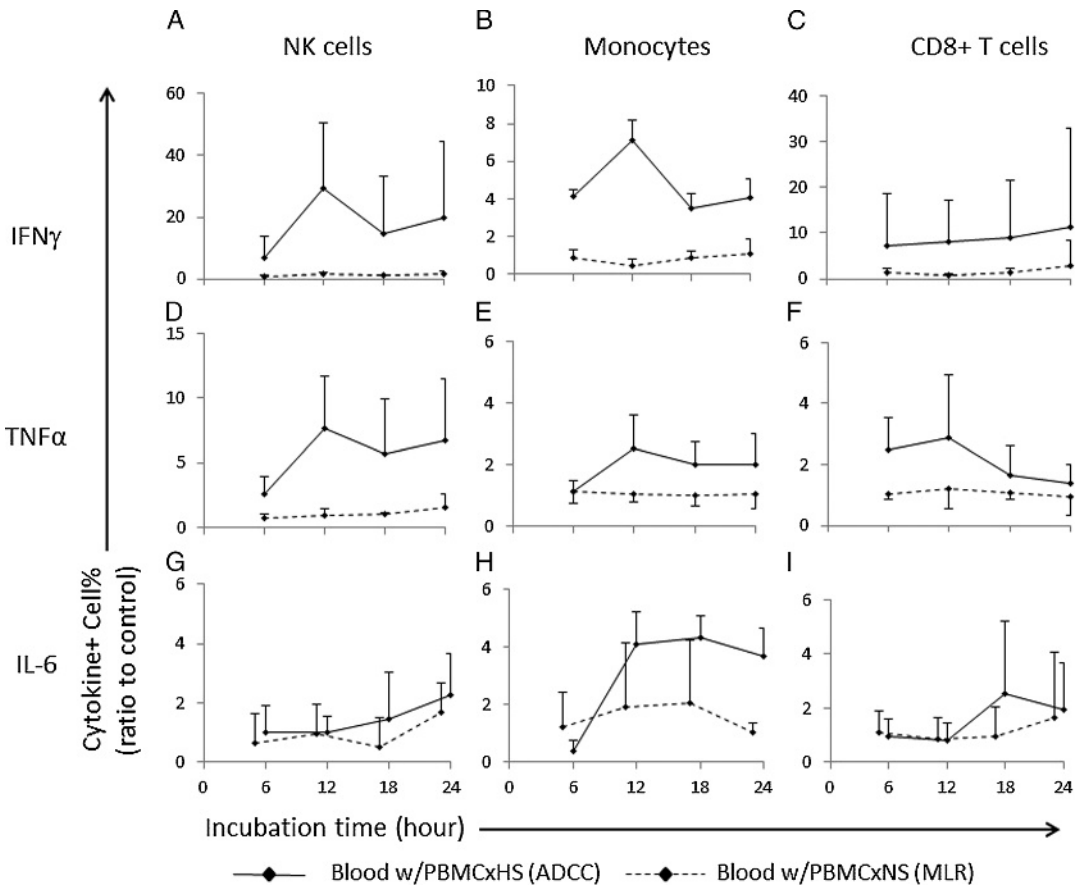 A
B
C
NK cells
Monocytes
CD8+ T cells
IFNγ
60
40
20
0
10
8
6
4
2
0
40
30
20
10
0
D
E
F
TNFα
15
10
5
0
6
4
2
0
6
4
2
0
G
H
I
IL-6
Cytokine+ Cell%
(ratio to control)
6
4
2
0
0 6 12 18 24
6
4
2
0
0 6 12 18 24
6
4
2
0
0 6 12 18 24
Incubation time (hour)
Blood w/PBMCxHS (ADCC)
Blood w/PBMCxNS (MLR)